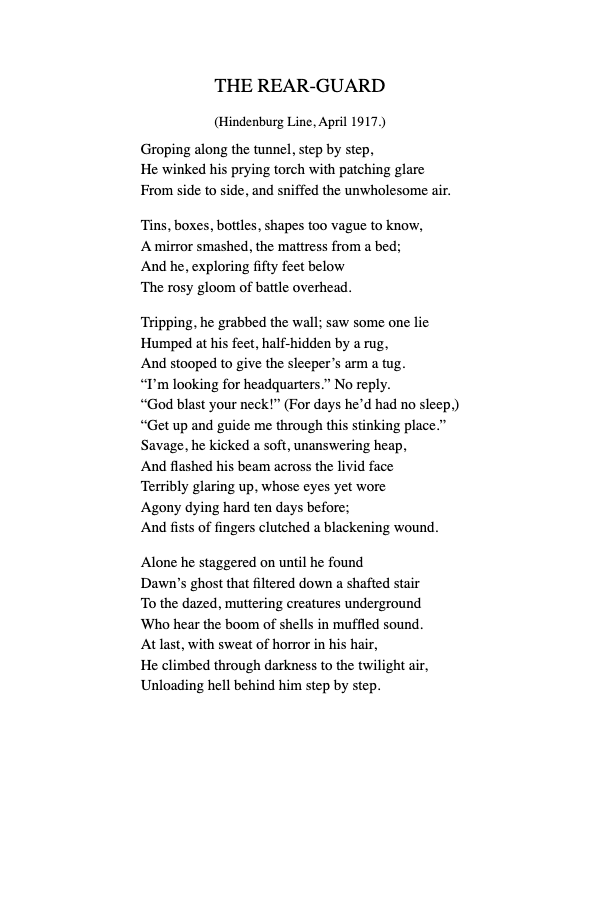 THE REAR-GUARD
(Hindenburg Line, April 1917.)
Groping along the tunnel, step by step,
He winked his prying torch with patching glare
From side to side, and sniffed the unwholesome air.
Tins, boxes, bottles, shapes too vague to know,
A mirror smashed, the mattress from a bed;
And he, exploring fifty feet below
The rosy gloom of battle overhead.
Tripping, he grabbed the wall; saw some one lie
Humped at his feet, half-hidden by a rug,
And stooped to give the sleeper’s arm a tug.
“I’m looking for headquarters.” No reply.
“God blast your neck!” (For days he’d had no sleep,)
“Get up and guide me through this stinking place.”
Savage, he kicked a soft, unanswering heap,
And flashed his beam across the livid face
Terribly glaring up, whose eyes yet wore
Agony dying hard ten days before;
And fists of fingers clutched a blackening wound.
Alone he staggered on until he found
Dawn’s ghost that filtered down a shafted stair
To the dazed, muttering creatures underground
Who hear the boom of shells in muffled sound.
At last, with sweat of horror in his hair,
He climbed through darkness to the twilight air,
Unloading hell behind him step by step.